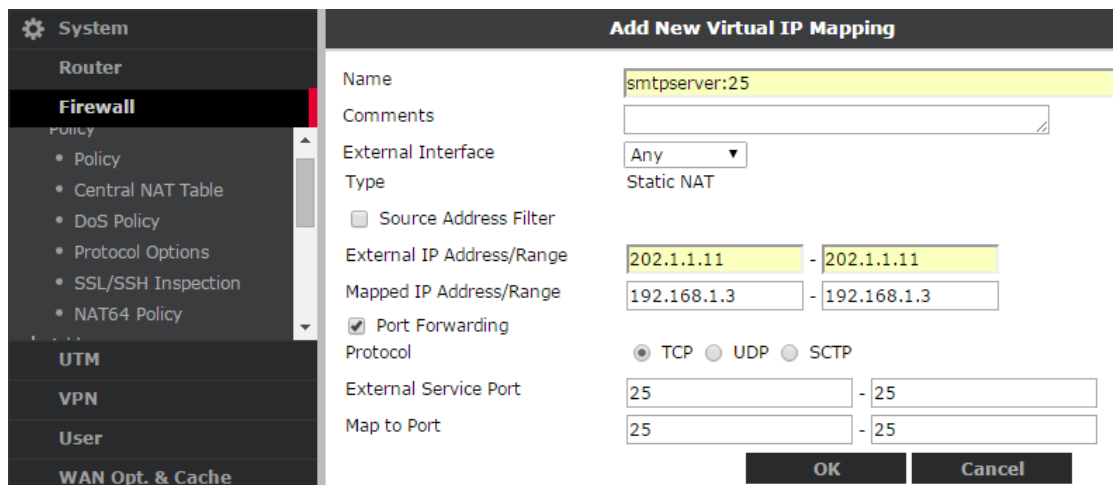 System
Router
Firewall
Policy
Policy
Central NAT Table
DoS Policy
Protocol Options
SSL/SSH Inspection
NAT64 Policy
UTM
VPN
User
WAN Opt. & Cache
Add New Virtual IP Mapping
Name smtpserver:25
Comments
External Interface Any
Type Static NAT
Source Address Filter
External IP Address/Range 202.1.1.11 - 202.1.1.11
Mapped IP Address/Range 192.168.1.3 - 192.168.1.3
Port Forwarding
Protocol TCP UDP SCTP
External Service Port 25 - 25
Map to Port 25 - 25
OK Cancel